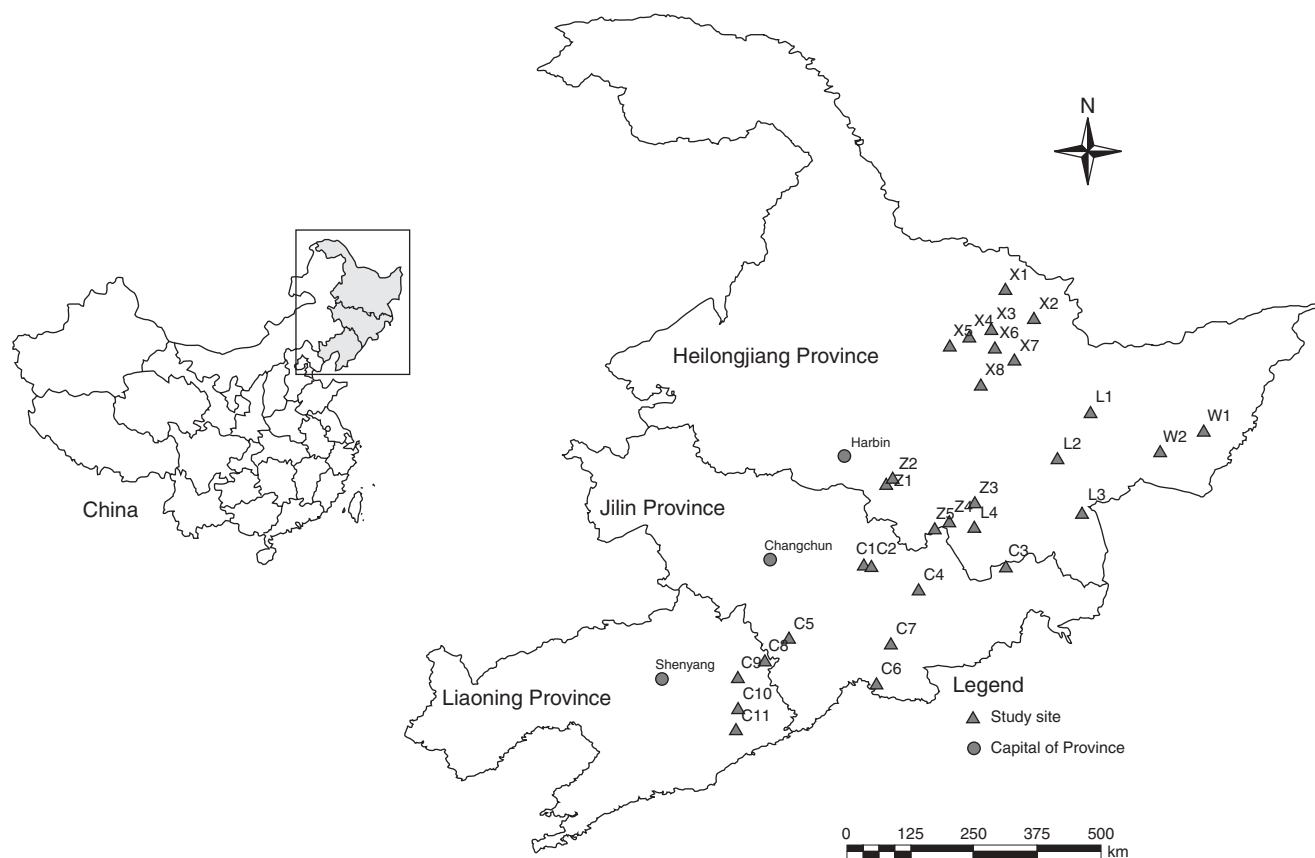 N
X1
X2
X3
X4
X5
X6
X7
X8
Heilongjiang Province
L1
W1
W2
L2
Harbin
Z2
Z1
China
Jilin Province
Z3
L3
Z4
Z5
L4
Changchun
C1
C2
C3
C4
C5
C7
C8
Shenyang
C9
C6
Liaoning Province
C10
C11
Legend
Study site
Capital of Province
0 125 250 375 500
km